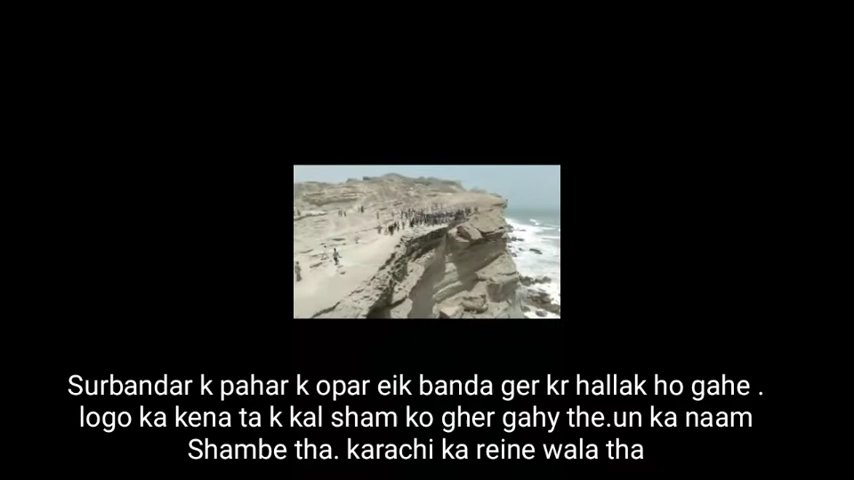 Surbandar k pahar k opar eik banda ger kr hallak ho gahe .
logo ka kena ta k kal sham ko gher gahy the.un ka naam
Shambe tha. karachi ka reine wala tha